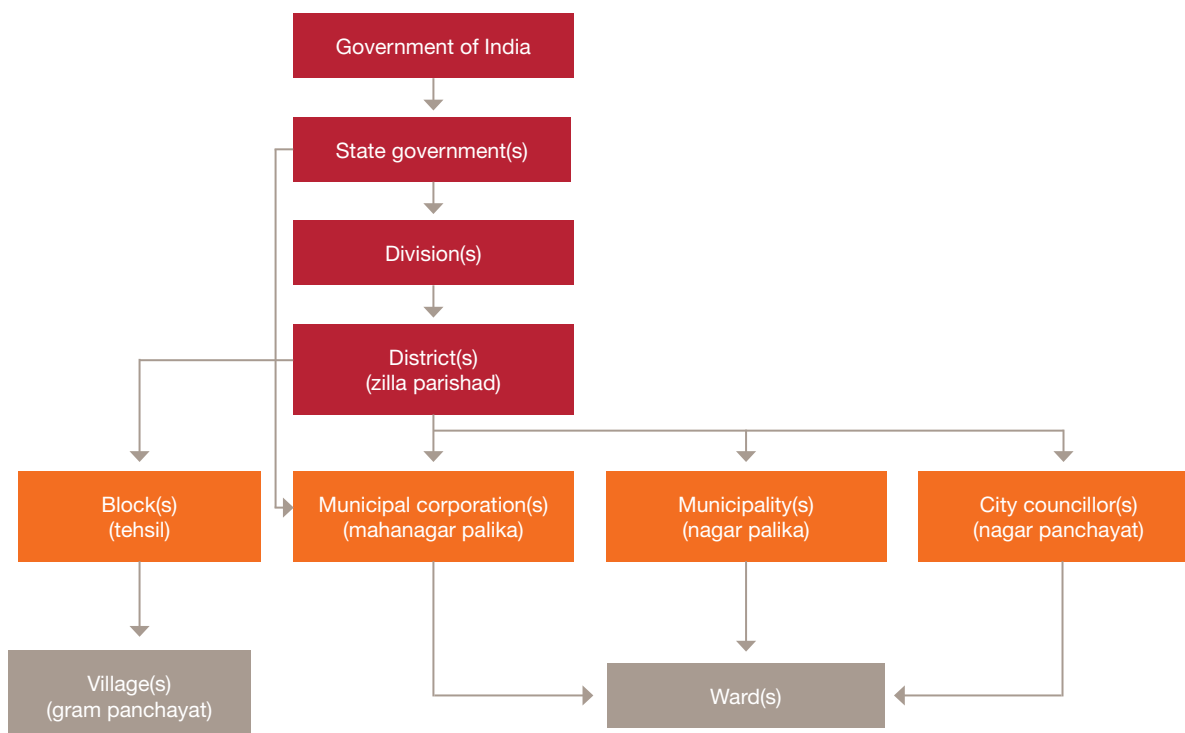 Government of India
State government(s)
Division(s)
District(s)
(zilla parishad)
Block(s)
(tehsil)
Municipal corporation(s)
(mahanagar palika)
Municipality(s)
(nagar palika)
City councillor(s)
(nagar panchayat)
Village(s)
(gram panchayat)
Ward(s)